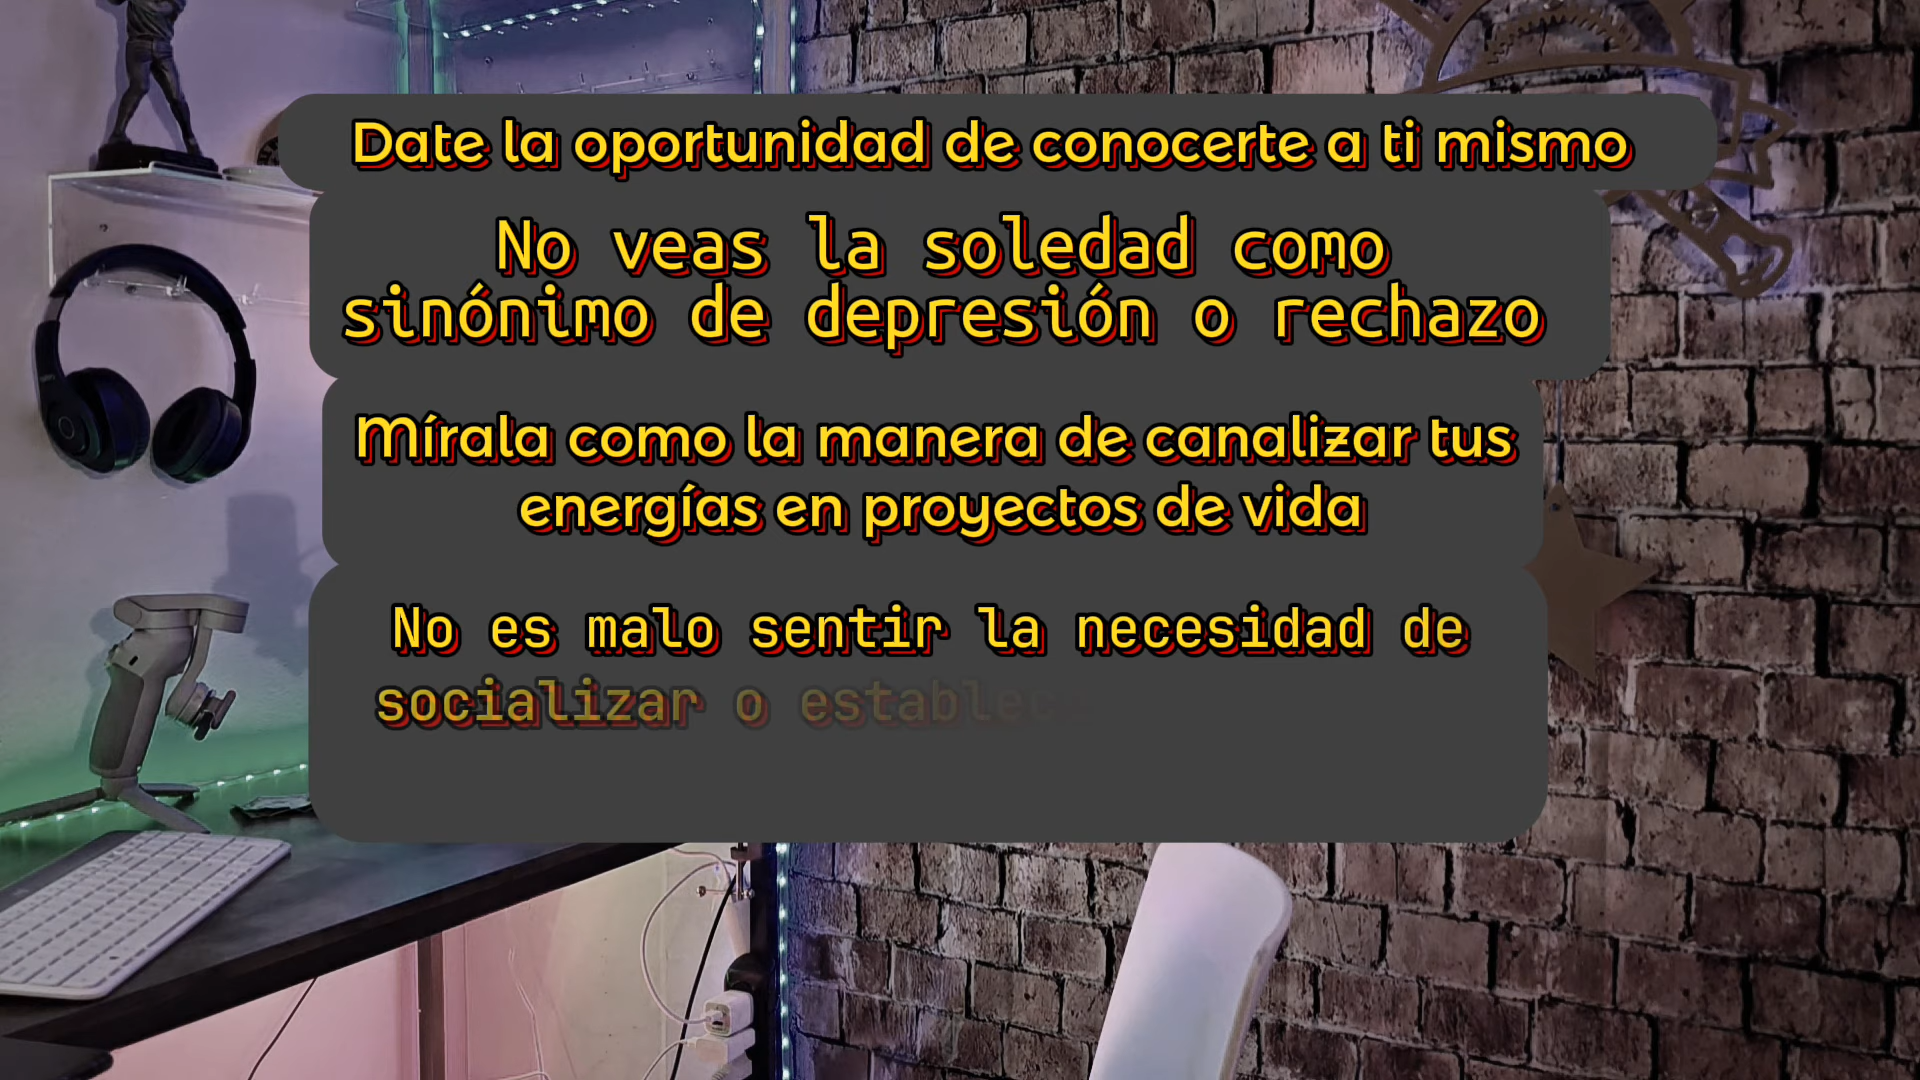 Date la oportunidad de conocerte a ti mismo
No veas la soledad como
sinónimo de depresión o rechazo
Mírala como la manera de canalizar tus
energías en proyectos de vida
No es malo sentir la necesidad de
socializar o